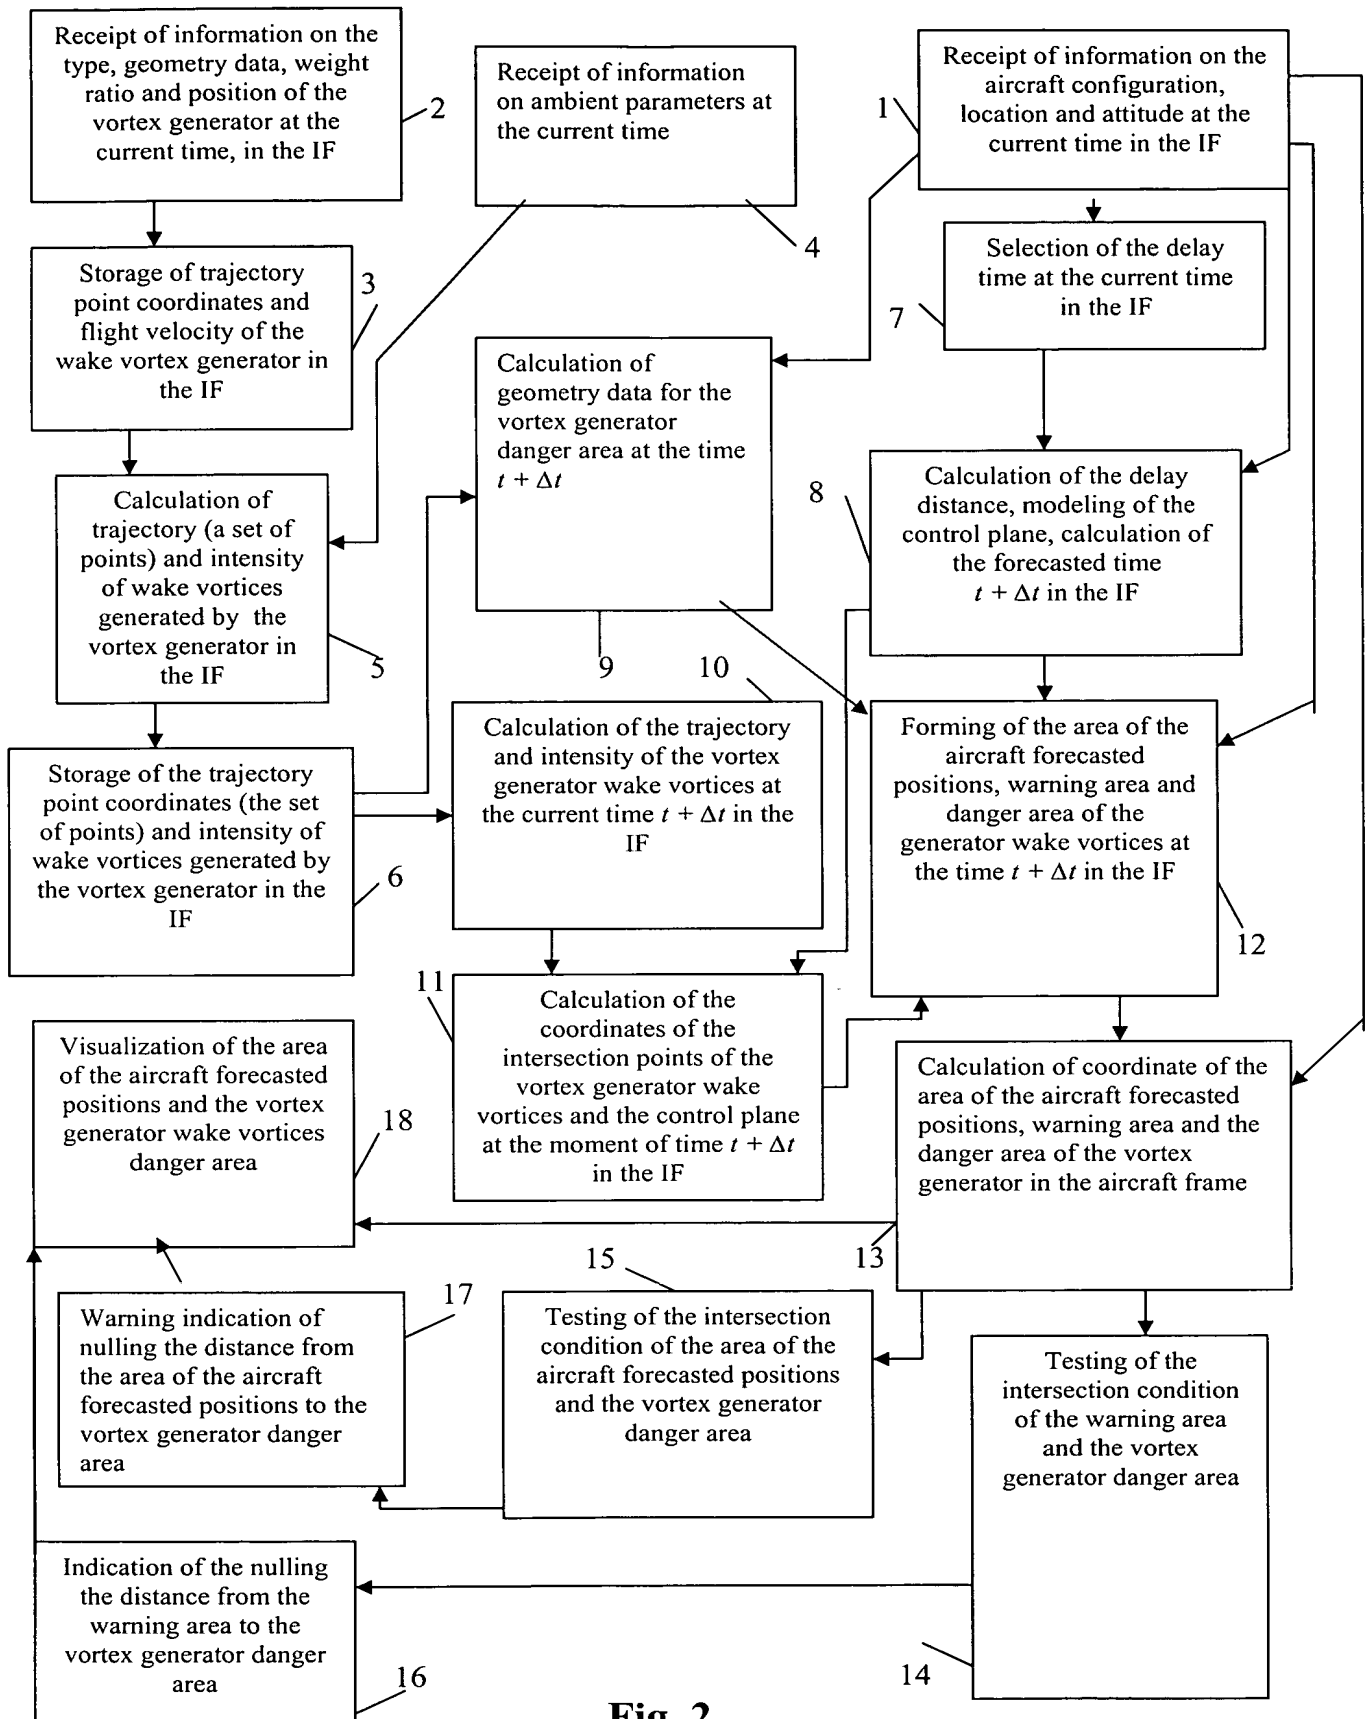 Receipt of information on the
type, geometry data, weight
ratio and position of the
vortex generator at the
current time, in the IF
2
Receipt of information
on ambient parameters at
the current time
4
Receipt of information on the
aircraft configuration,
location and attitude at the
current time in the IF
1
Storage of trajectory
point coordinates and
flight velocity of the
wake vortex generator in
the IF
3
Selection of the delay
time at the current time
in the IF
7
Calculation of
geometry data for the
vortex generator
danger area at the time
t + Δt
9
Calculation of
trajectory (a set of
points) and intensity
of wake vortices
generated by the
vortex generator in
the IF
5
Calculation of the delay
distance, modeling of the
control plane, calculation of
the forecasted time
t + Δt in the IF
8
Storage of the trajectory
point coordinates (the set
of points) and intensity of
wake vortices generated by
the vortex generator in the
IF
6
Calculation of the trajectory
and intensity of the vortex
generator wake vortices at
the current time t + Δt in the
IF
10
Forming of the area of the
aircraft forecasted
positions, warning area and
danger area of the
generator wake vortices at
the time t + Δt in the IF
12
Calculation of the
coordinates of the
intersection points of the
vortex generator wake
vortices and the control plane
at the moment of time t + Δt
in the IF
11
Visualization of the area
of the aircraft forecasted
positions and the vortex
generator wake vortices
danger area
18
Calculation of coordinate of the
area of the aircraft forecasted
positions, warning area and the
danger area of the vortex
generator in the aircraft frame
13
Warning indication of
nulling the distance from
the area of the aircraft
forecasted positions to the
vortex generator danger
area
17
Testing of the intersection
condition of the area of the
aircraft forecasted positions
and the vortex generator
danger area
15
Testing of the
intersection condition
of the warning area
and the vortex
generator danger area
14
Indication of the nulling
the distance from the
warning area to the
vortex generator danger
area
16
Fig. 2